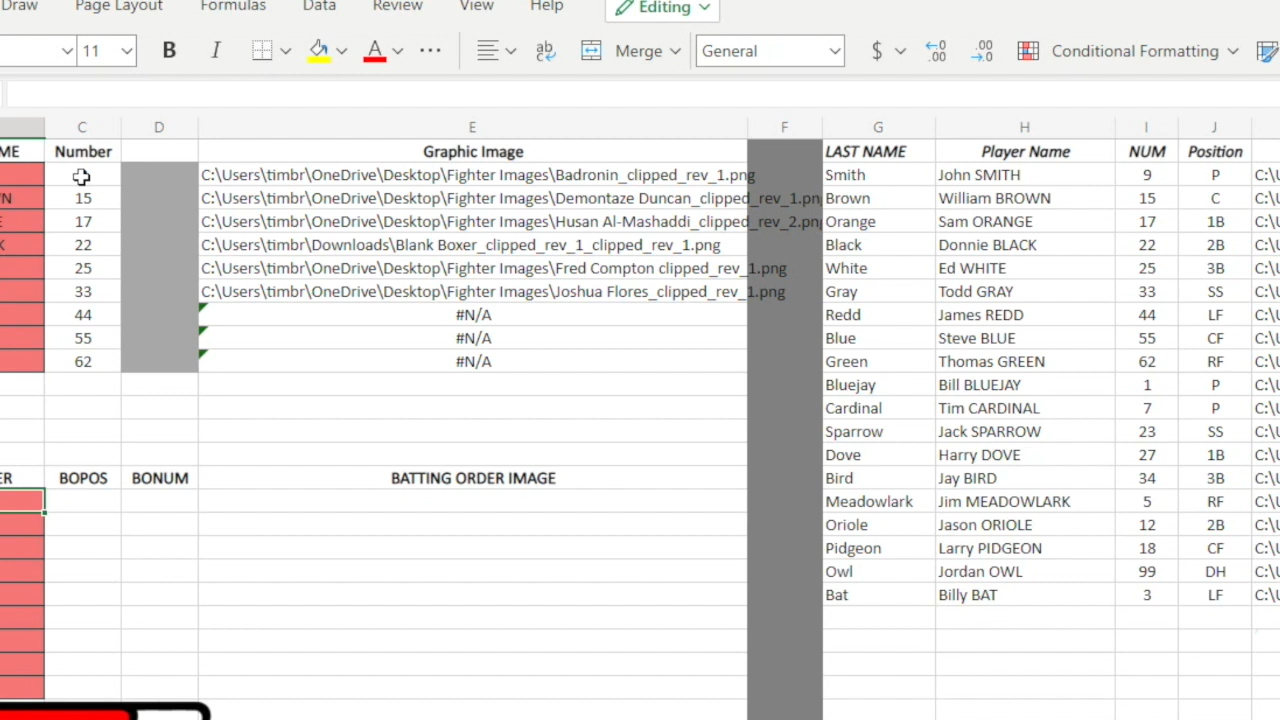 Draw Page Layout Formulas Data Review View Help Editing
11 B I A ... ab Merge General $ .00 .00 Conditional Formatting
C D E F G H I J
ME Number Graphic Image LAST NAME Player Name NUM Position
C:\Users\timbr\OneDrive\Desktop\Fighter Images\Badronin_clipped_rev_1.png Smith John SMITH 9 P C:\U
N 15 C:\Users\timbr\OneDrive\Desktop\Fighter Images\Demontaze Duncan_clipped_rev_1.pn Brown William BROWN 15 C C:\U
E 17 C:\Users\timbr\OneDrive\Desktop\Fighter Images\Husan Al-Mashaddi_clipped_rev_2.pn Orange Sam ORANGE 17 1B C:\U
K 22 C:\Users\timbr\Downloads\Blank Boxer_clipped_rev_1_clipped_rev_1.png Black Donnie BLACK 22 2B C:\U
25 C:\Users\timbr\OneDrive\Desktop\Fighter Images\Fred Compton clipped_rev_1.png White Ed WHITE 25 3B C:\U
33 C:\Users\timbr\OneDrive\Desktop\Fighter Images\Joshua Flores_clipped_rev_1.png Gray Todd GRAY 33 SS C:\U
44 #N/A Redd James REDD 44 LF C:\U
55 #N/A Blue Steve BLUE 55 CF C:\U
62 #N/A Green Thomas GREEN 62 RF C:\U
Bluejay Bill BLUEJAY 1 P C:\U
Cardinal Tim CARDINAL 7 P C:\U
Sparrow Jack SPARROW 23 SS C:\U
Dove Harry DOVE 27 1B C:\U
ER BOPOS BONUM BATTING ORDER IMAGE Bird Jay BIRD 34 3B C:\U
Meadowlark Jim MEADOWLARK 5 RF C:\U
Oriole Jason ORIOLE 12 2B C:\U
Pidgeon Larry PIDGEON 18 CF C:\U
Owl Jordan OWL 99 DH C:\U
Bat Billy BAT 3 LF C:\U